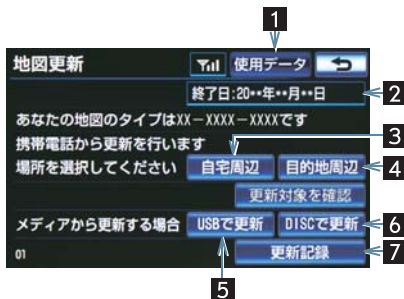 1
地図更新 使用データ
終了日:20••年••月••日 2
あなたの地図のタイプはXX-XXXX-XXXXです
携帯電話から更新を行います 3
場所を選択してください 自宅周辺 目的地周辺 4
更新対象を確認
メディアから更新する場合 USBで更新 DISCで更新 6
01 更新記録 7
5